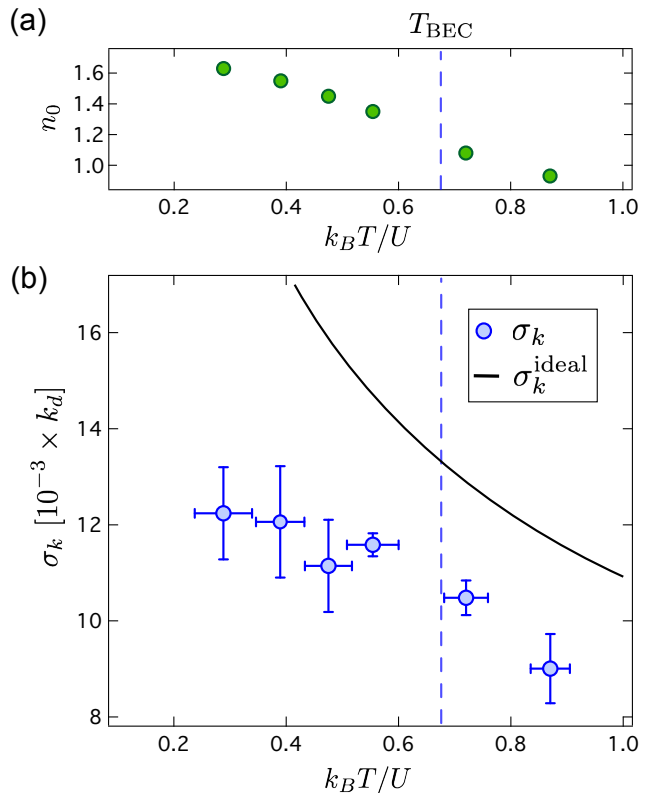 (a)
T_BEC
n_0
1.6
1.4
1.2
1.0
0.2 0.4 0.6 0.8 1.0
k_B T/U
(b)
σ_k [10^{-3} × k_d]
16
14
12
10
8
σ_k
σ_k^{ideal}
0.2 0.4 0.6 0.8 1.0
k_B T/U